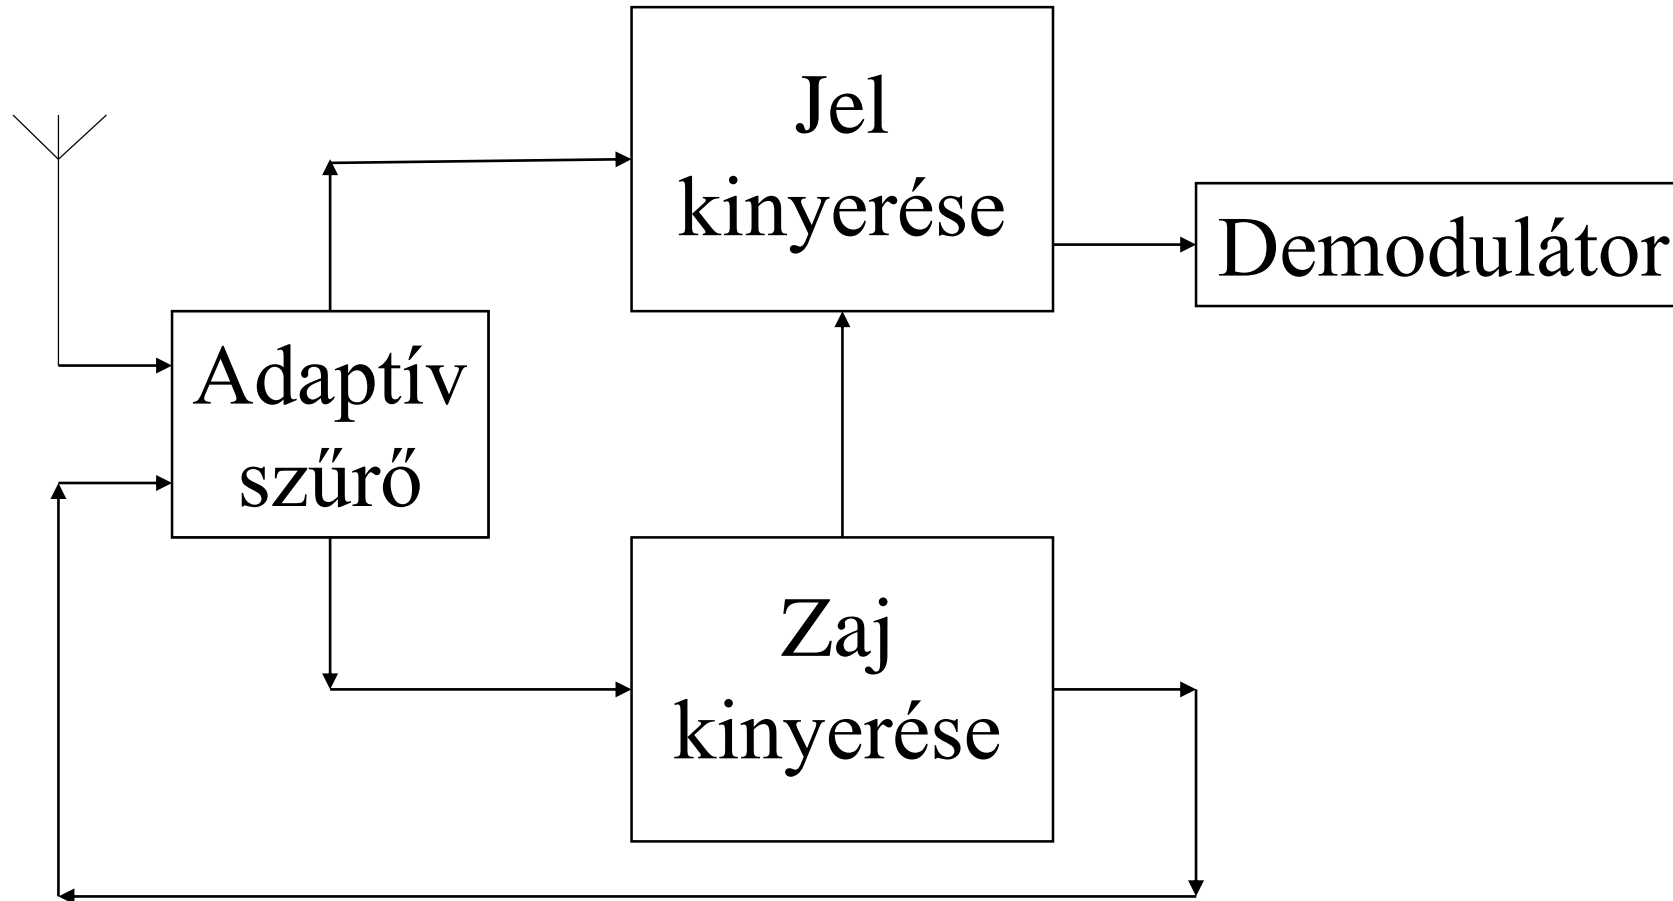 Jel
kinyerése
Demodulátor
Adaptív
szűrő
Zaj
kinyerése